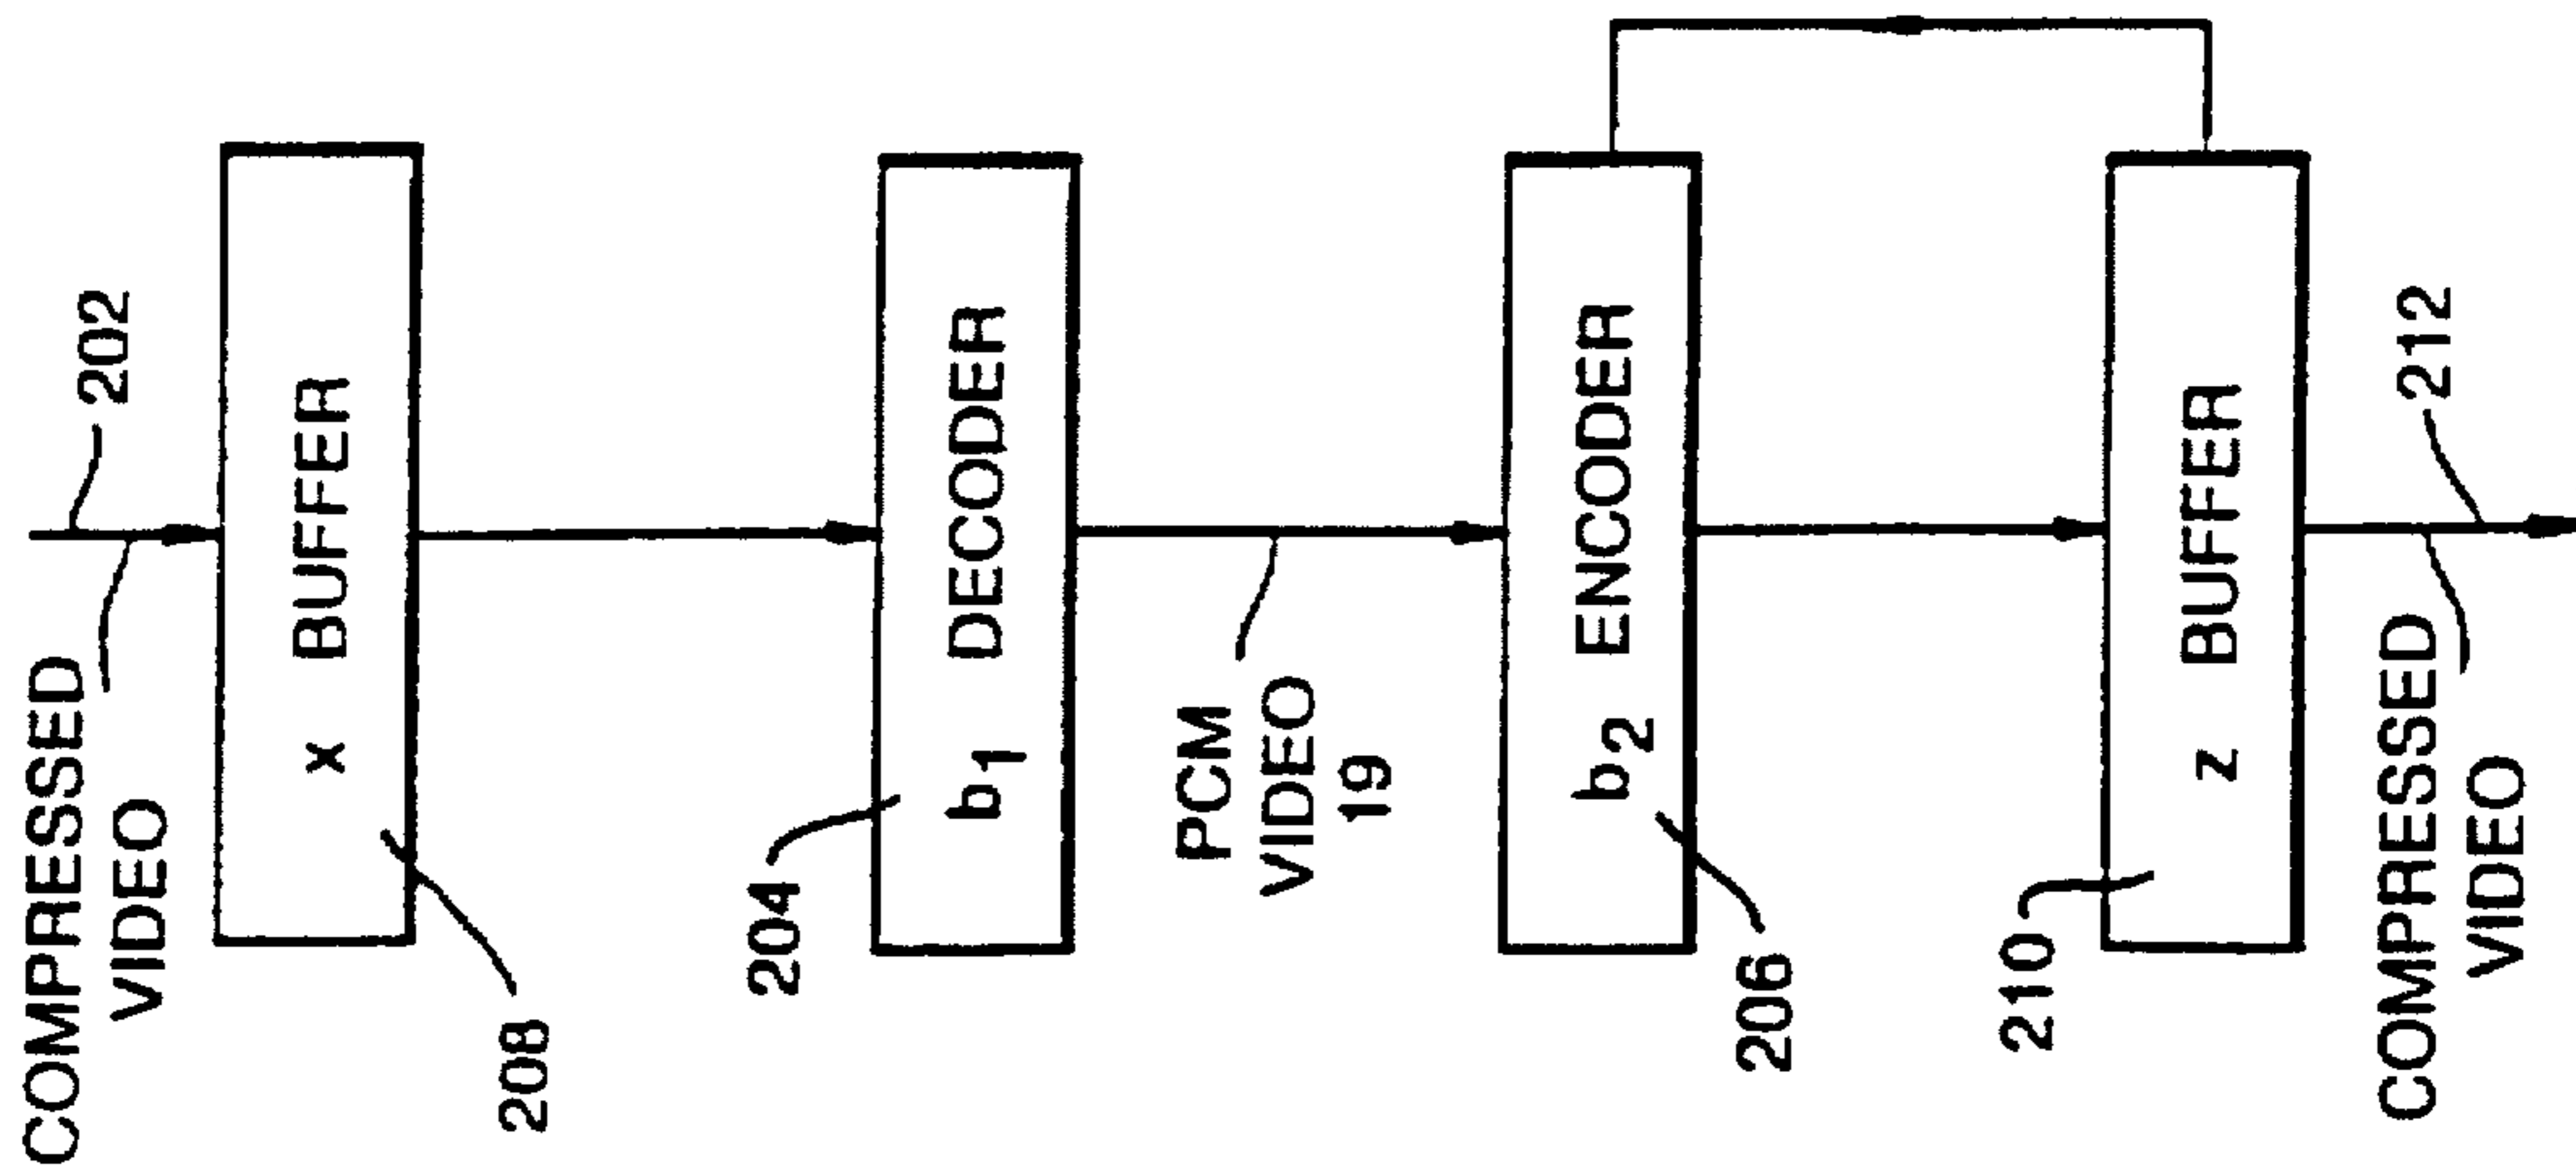 COMPRESSED
VIDEO
202
x BUFFER
208
204
b1 DECODER
PCM
VIDEO
19
b2 ENCODER
206
210
z BUFFER
COMPRESSED
VIDEO
212